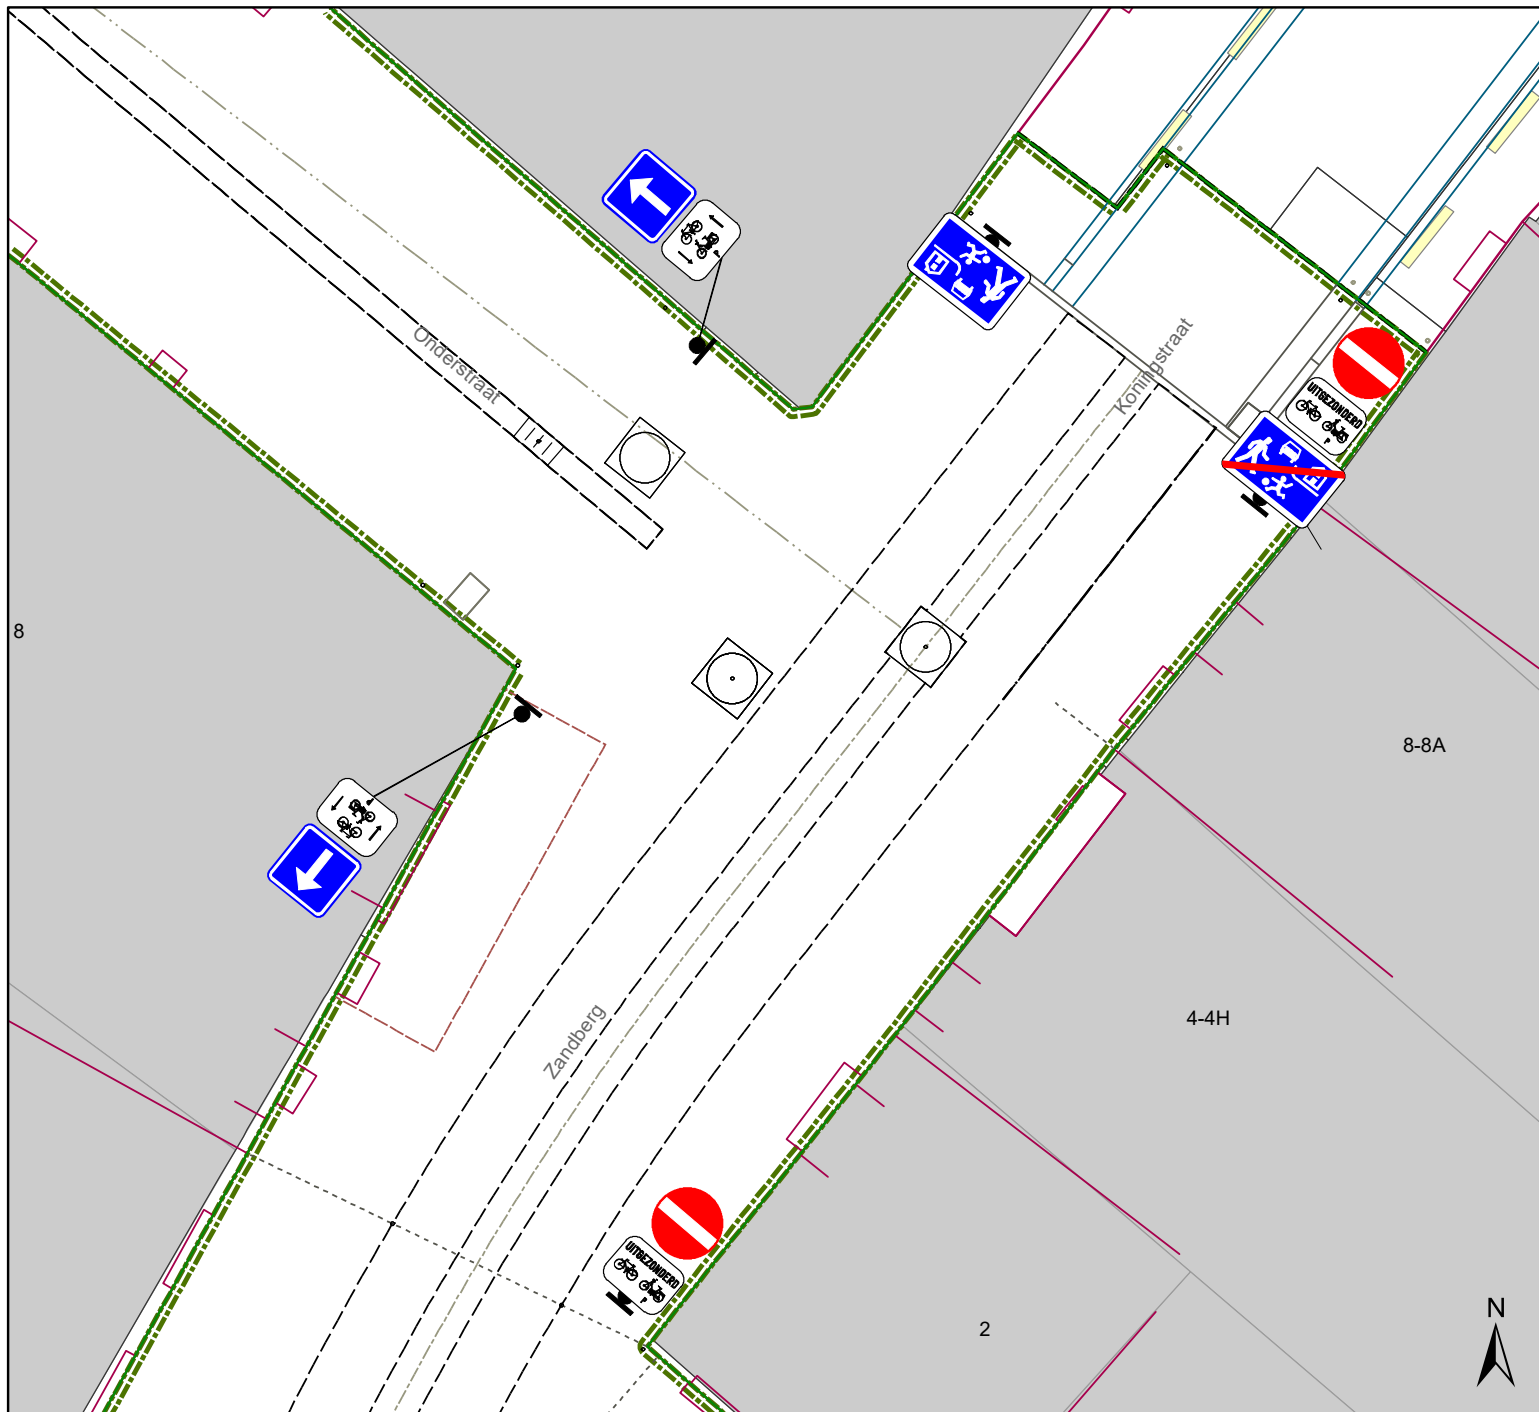 Onderstraat
Koningstraat
UITGEZONDERD
P
8
8-8A
Zandberg
4-4H
UITGEZONDERD
P
2
N